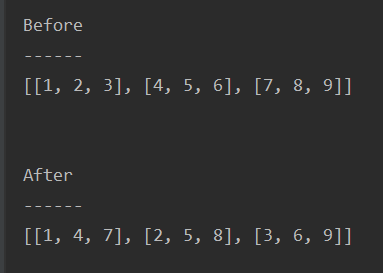 Before
------
[[1, 2, 3], [4, 5, 6], [7, 8, 9]]
After
------
[[1, 4, 7], [2, 5, 8], [3, 6, 9]]